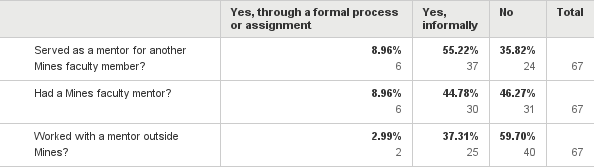 Yes, through a formal process Yes, No Total
or assignment informally
Served as a mentor for another 8.96% 55.22% 35.82%
Mines faculty member? 6 37 24 67
Had a Mines faculty mentor? 8.96% 44.78% 46.27%
6 30 31 67
Worked with a mentor outside 2.99% 37.31% 59.70%
Mines? 2 25 40 67